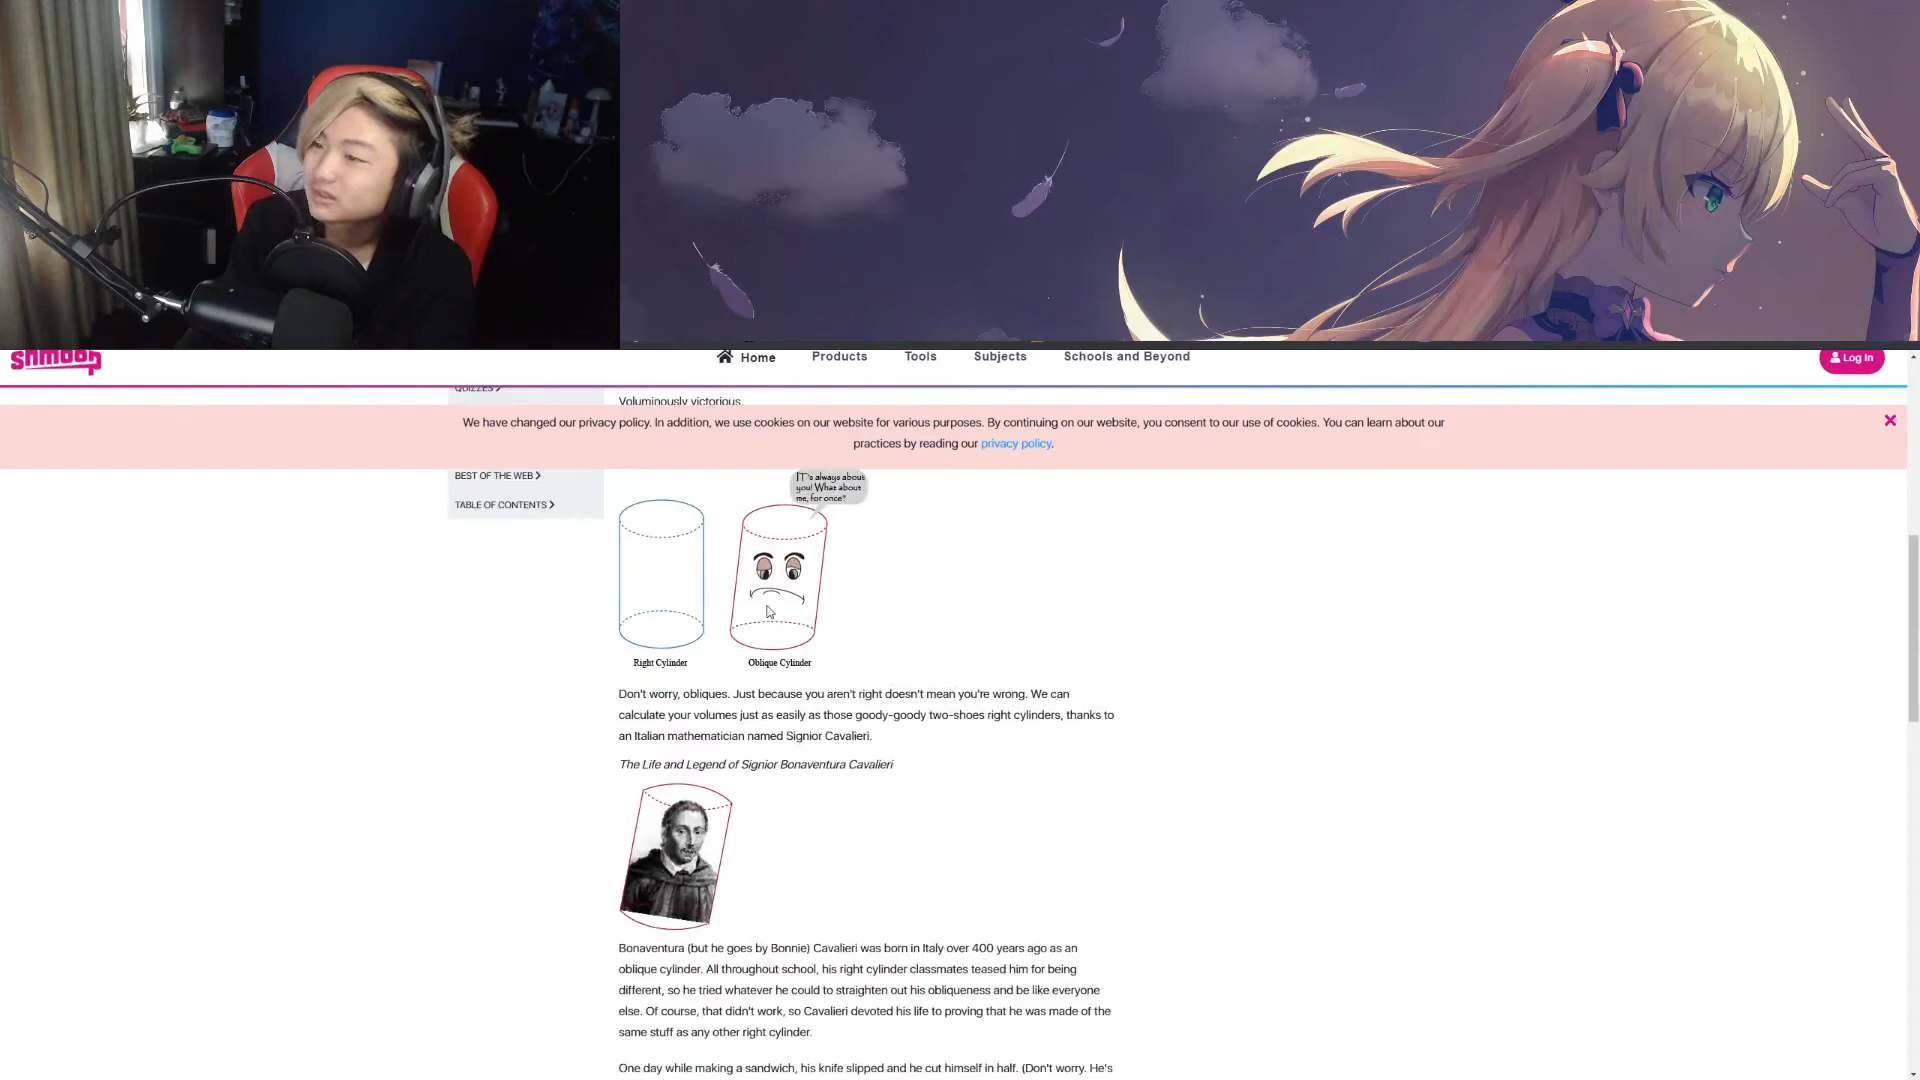 shmoop
Home
Products
Tools
Subjects
Schools and Beyond
Log In
QUIZZES
Voluminously victorious.
We have changed our privacy policy. In addition, we use cookies on our website for various purposes. By continuing on our website, you consent to our use of cookies. You can learn about our
practices by reading our privacy policy.
BEST OF THE WEB
TABLE OF CONTENTS
IT's always about
you! What about
me, for once?
Right Cylinder
Oblique Cylinder
Don't worry, obliques. Just because you aren't right doesn't mean you're wrong. We can
calculate your volumes just as easily as those goody-goody two-shoes right cylinders, thanks to
an Italian mathematician named Signior Cavalieri.
The Life and Legend of Signior Bonaventura Cavalieri
Bonaventura (but he goes by Bonnie) Cavalieri was born in Italy over 400 years ago as an
oblique cylinder. All throughout school, his right cylinder classmates teased him for being
different, so he tried whatever he could to straighten out his obliqueness and be like everyone
else. Of course, that didn't work, so Cavalieri devoted his life to proving that he was made of the
same stuff as any other right cylinder.
One day while making a sandwich, his knife slipped and he cut himself in half. (Don't worry. He's